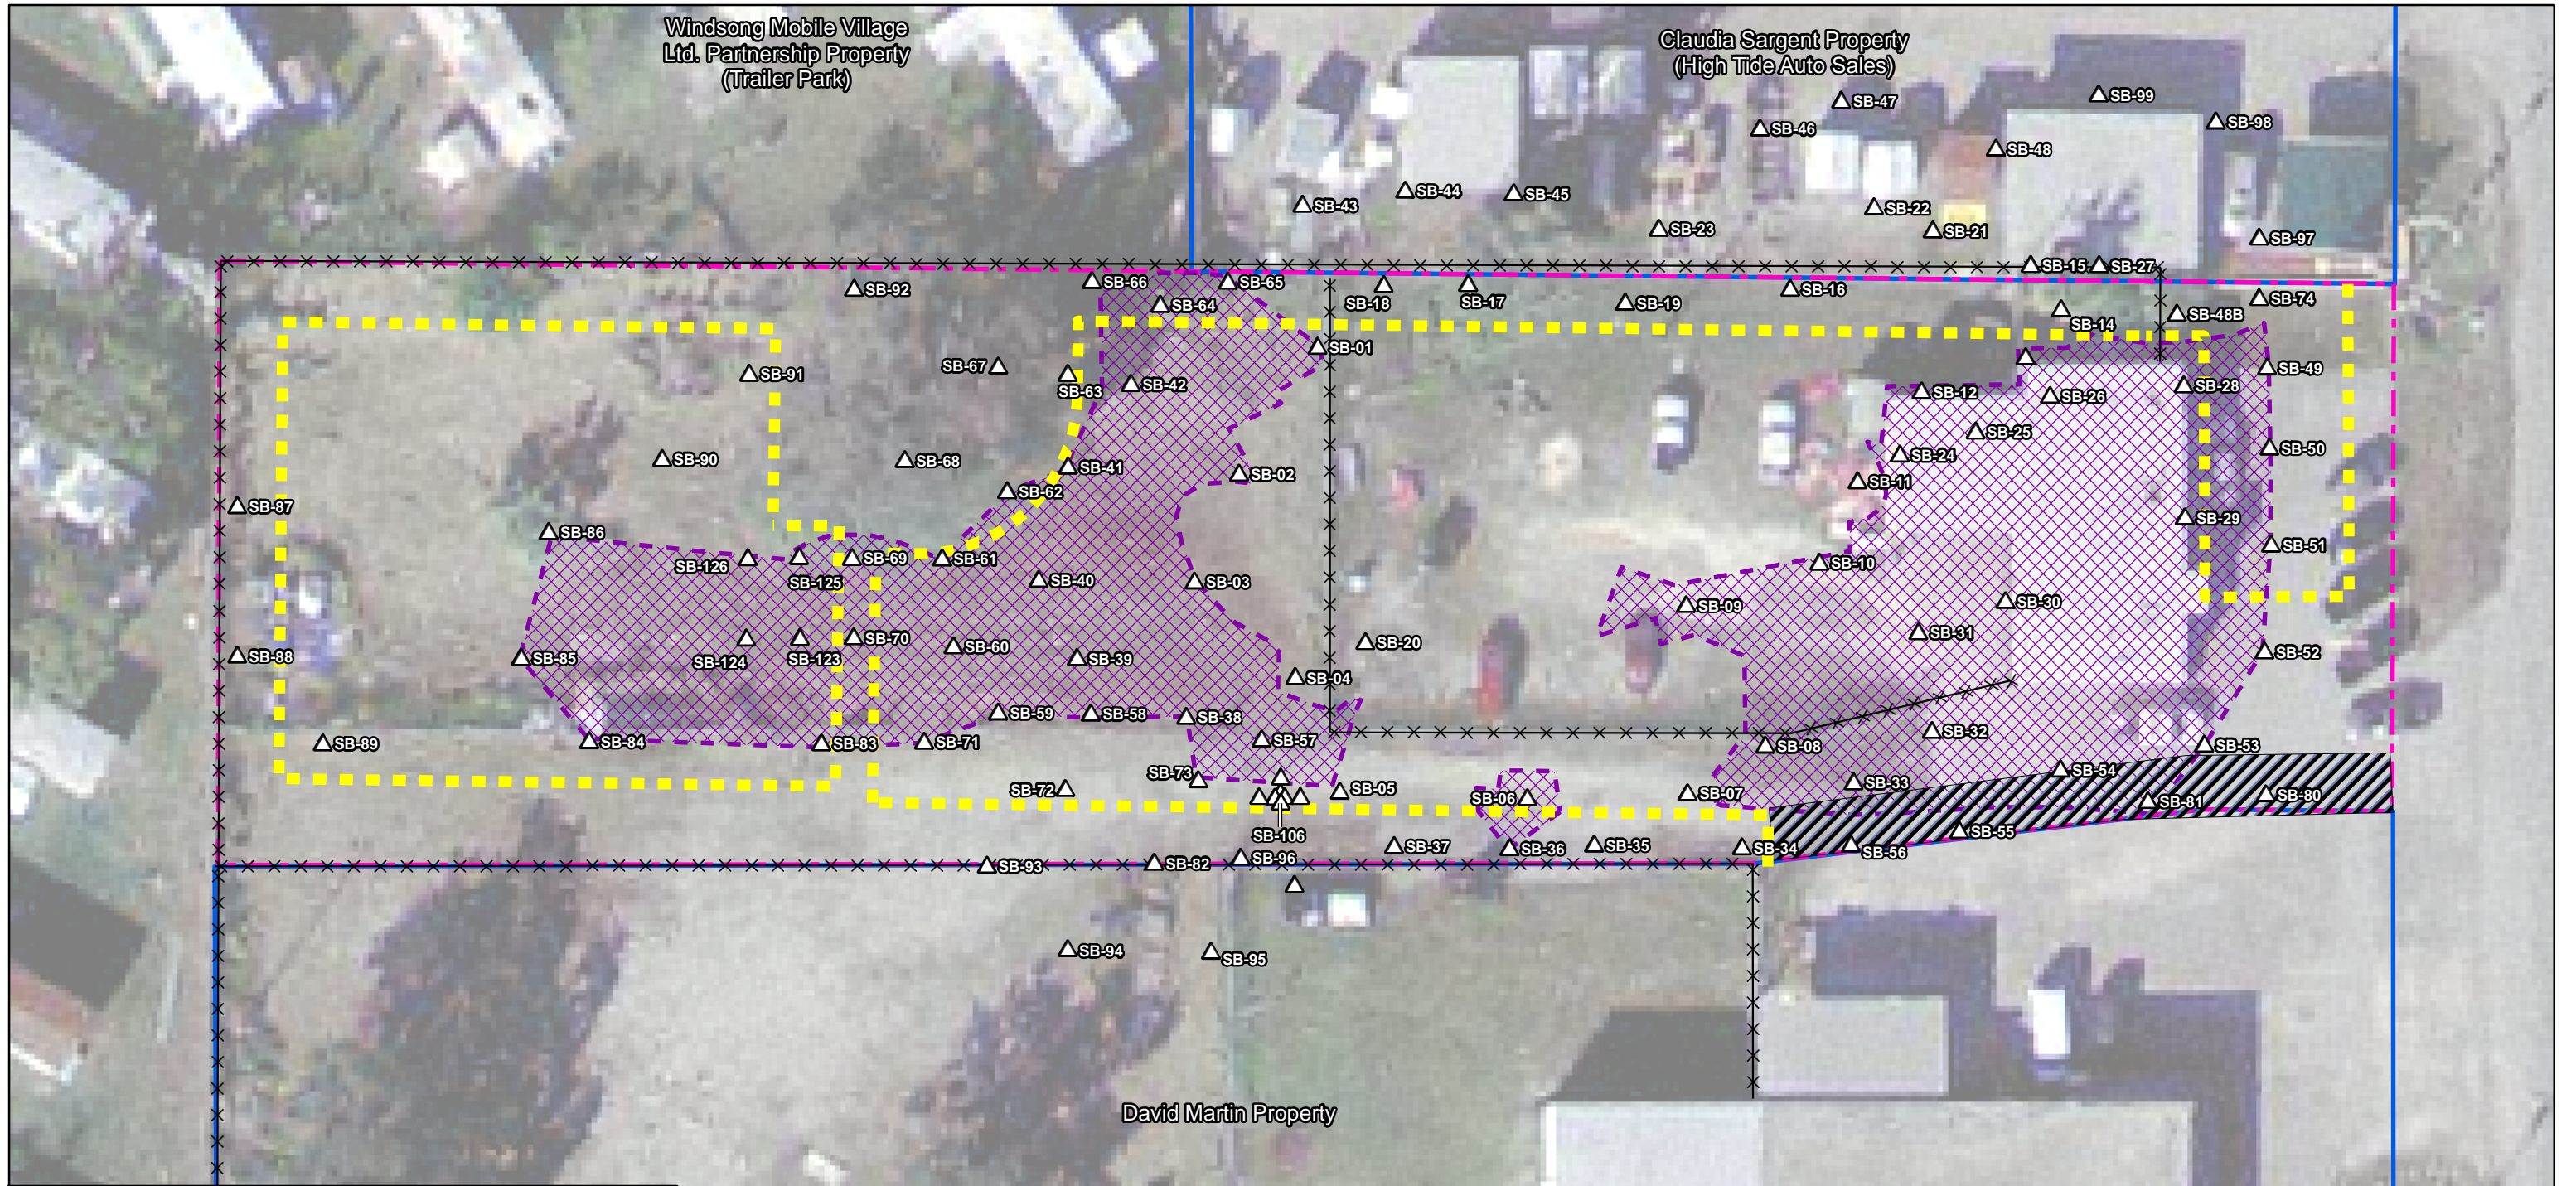 Windsong Mobile Village
Ltd. Partnership Property
(Trailer Park)
Claudia Sargent Property
(High Tide Auto Sales)
SB-99
SB-47
SB-98
SB-46
SB-48
SB-44
SB-45
SB-43
SB-22
SB-23
SB-21
SB-97
SB-15
SB-27
SB-66
SB-65
SB-92
SB-16
SB-74
SB-18
SB-17
SB-19
SB-64
SB-48B
SB-14
SB-01
SB-67
SB-49
SB-91
SB-42
SB-28
SB-63
SB-12
SB-26
SB-25
SB-50
SB-24
SB-90
SB-68
SB-41
SB-02
SB-11
SB-62
SB-87
SB-29
SB-86
SB-51
SB-69
SB-61
SB-126
SB-10
SB-125
SB-40
SB-03
SB-30
SB-09
SB-31
SB-70
SB-20
SB-60
SB-52
SB-88
SB-85
SB-124
SB-123
SB-39
SB-04
SB-59
SB-58
SB-38
SB-32
SB-57
SB-89
SB-84
SB-83
SB-71
SB-08
SB-53
SB-54
SB-73
SB-33
SB-72
SB-05
SB-07
SB-06
SB-80
SB-81
SB-55
SB-106
SB-37
SB-36
SB-35
SB-34
SB-56
SB-96
SB-82
SB-93
SB-94
SB-95
David Martin Property